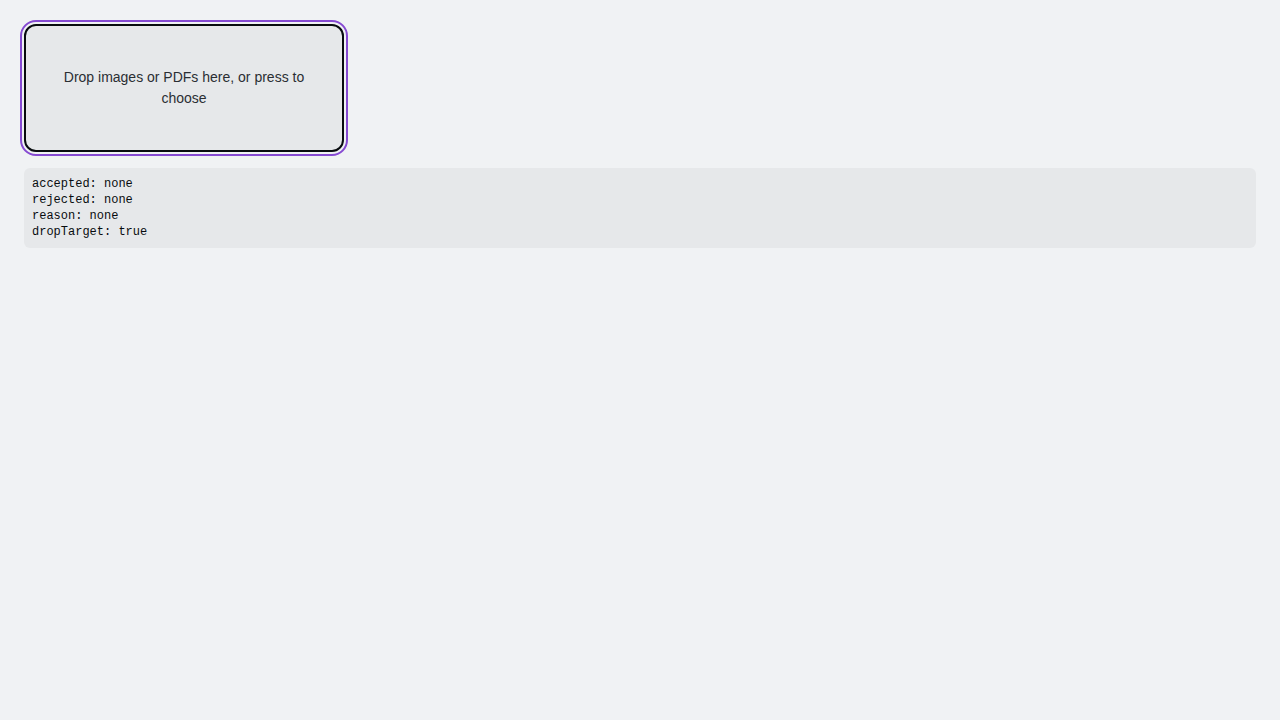 Drop images or PDFs here, or press to
choose
accepted: none
rejected: none
reason: none
dropTarget: true